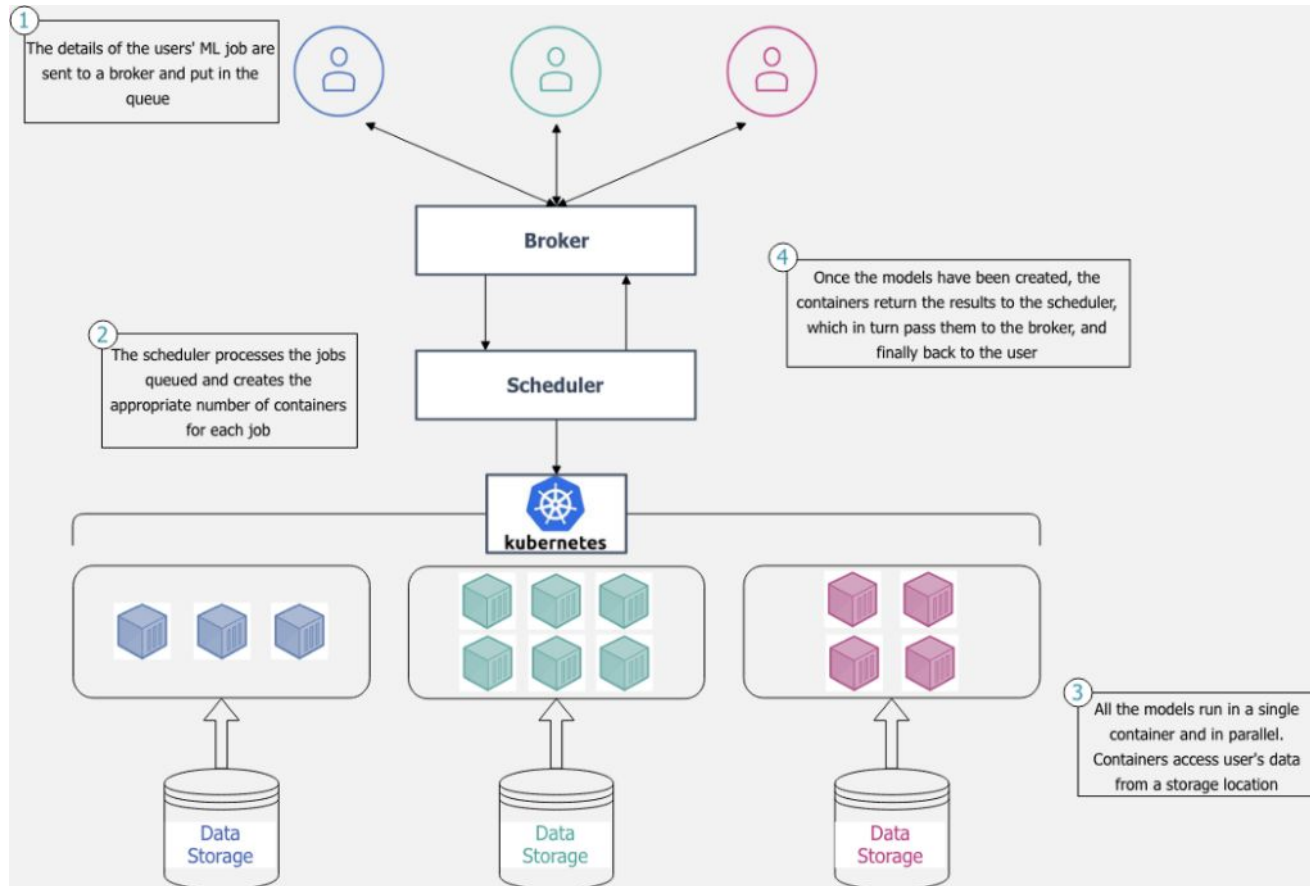 1
The details of the users' ML job are
sent to a broker and put in the
queue
Broker
4
Once the models have been created, the
containers return the results to the scheduler,
which in turn pass them to the broker, and
finally back to the user
2
The scheduler processes the jobs
queued and creates the
appropriate number of containers
for each job
Scheduler
kubernetes
3
All the models run in a single
container and in parallel.
Containers access user's data
from a storage location
Data
Storage
Data
Storage
Data
Storage